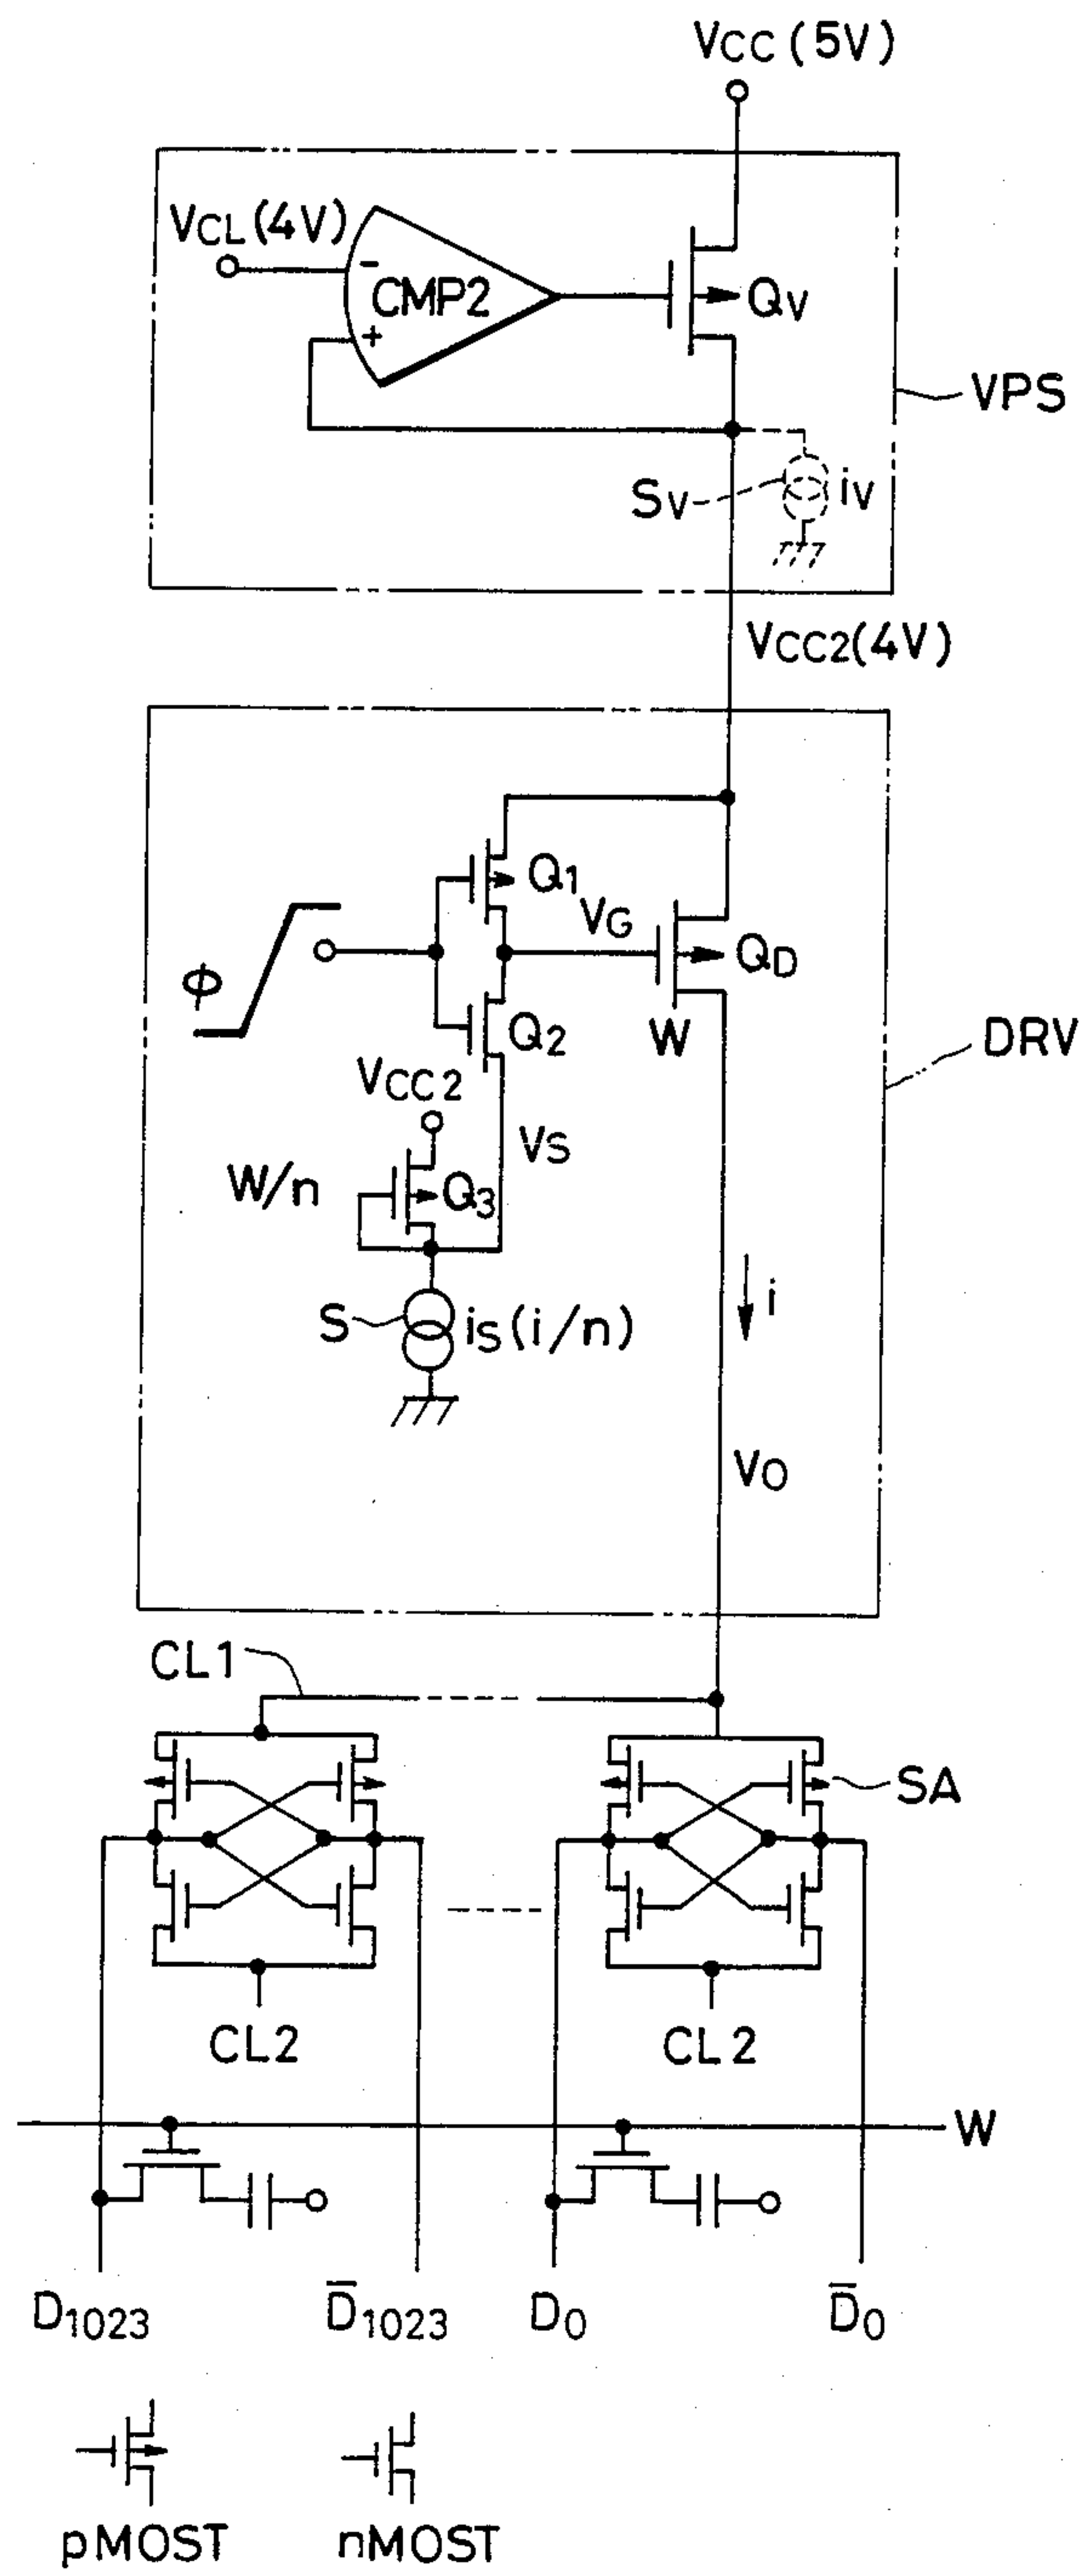 VCC (5V)
VCL (4V)
-
CMP2
+
QV
VPS
SV
iV
VCC2 (4V)
Q1
VG
QD
ϕ
Q2
W
DRV
VCC2
VS
W/n
Q3
i
S
iS (i/n)
VO
CL1
SA
CL2
CL2
W
D1023
D̅1023
D0
D̅0
pMOST
nMOST